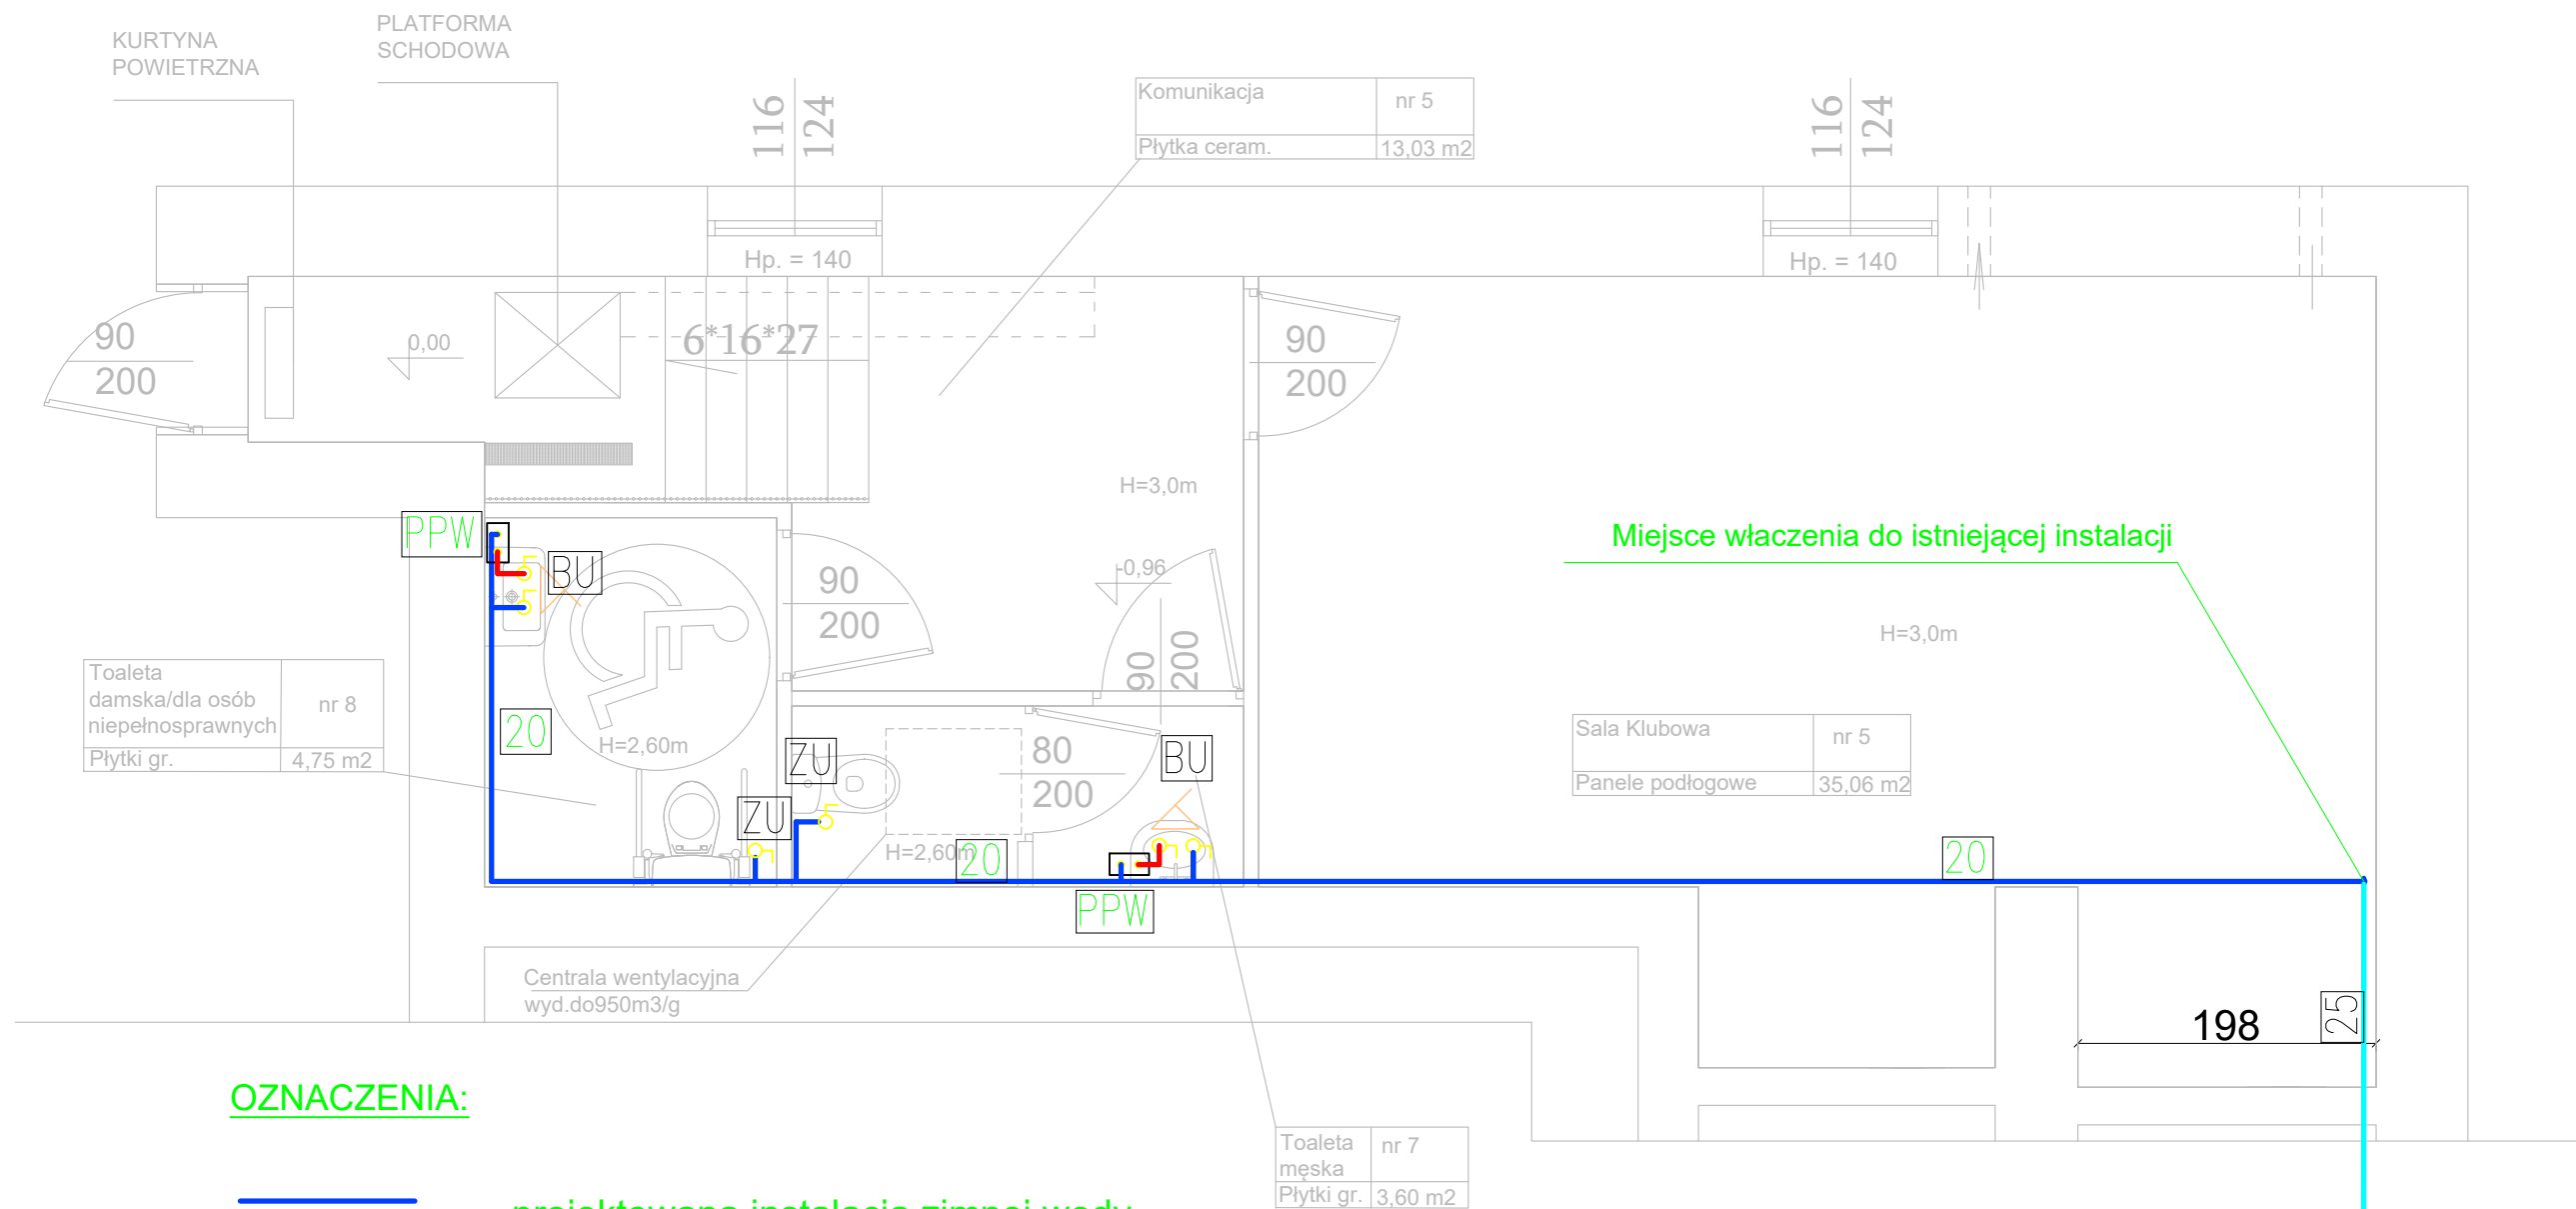 KURTYNA
POWIETRZNA
PLATFORMA
SCHODOWA
116
124
Komunikacja
nr 5
Płytka ceram.
13,03 m2
116
124
Hp. = 140
Hp. = 140
90
200
0,00
6*16*27
90
200
H=3,0m
PPW
BU
90
200
-0,96
90
200
Miejsce właczenia do istniejącej instalacji
H=3,0m
Toaleta
damska/dla osób
niepełnosprawnych
nr 8
Płytki gr.
4,75 m2
20
H=2,60m
ZU
ZU
80
200
BU
H=2,60m
20
PPW
Sala Klubowa
nr 5
Panele podłogowe
35,06 m2
20
Centrala wentylacyjna
wyd.do950m3/g
198
25
OZNACZENIA:
Toaleta
męska
nr 7
Płytki gr.
3,60 m2
projektowana instalacja zimnej wody